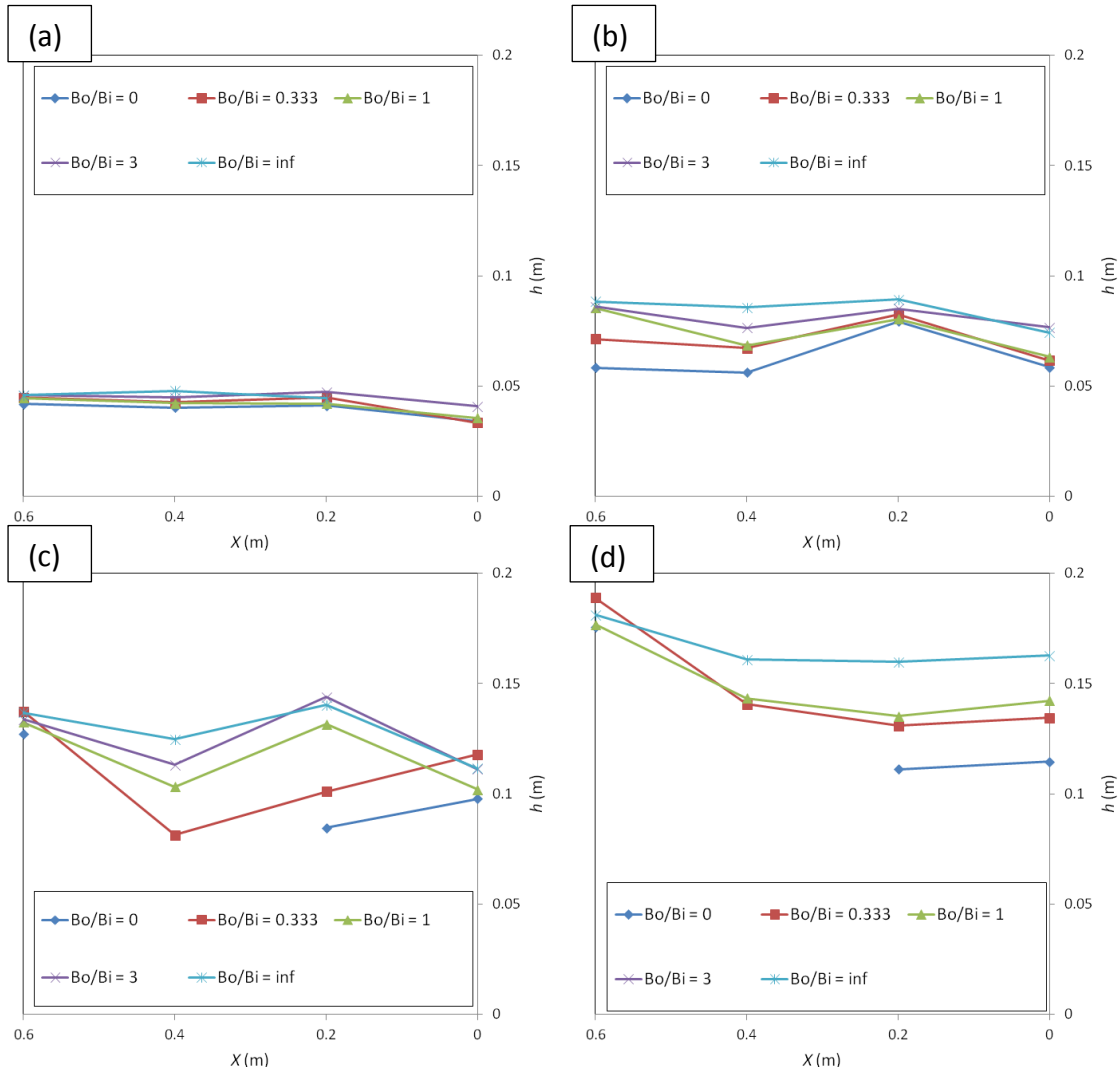 (a)
Bo/Bi = 0 Bo/Bi = 0.333 Bo/Bi = 1
Bo/Bi = 3 Bo/Bi = inf
0.2
0.15
0.1
0.05
0
h (m)
0.6 0.4 0.2 0
X (m)
(b)
Bo/Bi = 0 Bo/Bi = 0.333 Bo/Bi = 1
Bo/Bi = 3 Bo/Bi = inf
0.2
0.15
0.1
0.05
0
h (m)
0.6 0.4 0.2 0
X (m)
(c)
0.2
0.15
0.1
0.05
0
h (m)
Bo/Bi = 0 Bo/Bi = 0.333 Bo/Bi = 1
Bo/Bi = 3 Bo/Bi = inf
0.6 0.4 0.2 0
X (m)
(d)
0.2
0.15
0.1
0.05
0
h (m)
Bo/Bi = 0 Bo/Bi = 0.333 Bo/Bi = 1
Bo/Bi = 3 Bo/Bi = inf
0.6 0.4 0.2 0
X (m)